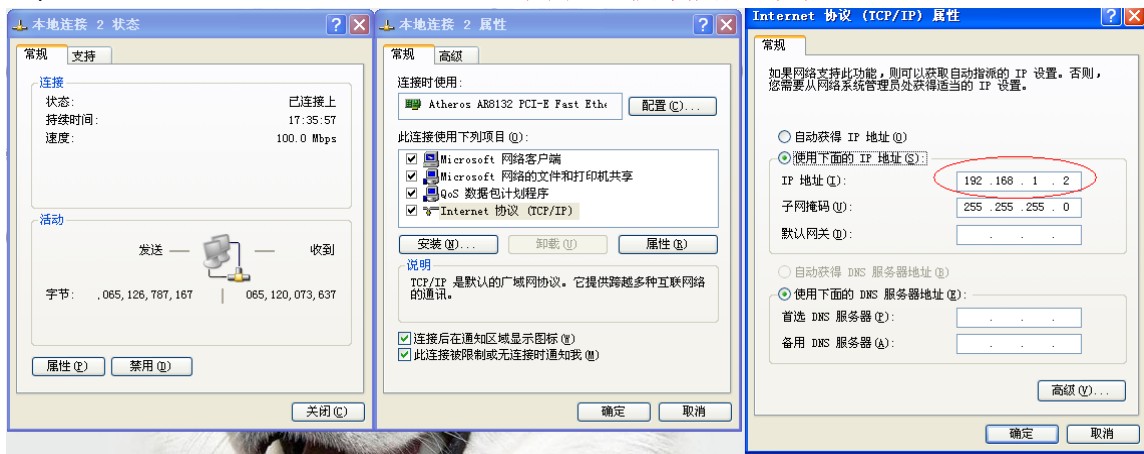 本地连接 2 状态
常规 支持
连接
状态: 已连接上
持续时间: 17:35:57
速度: 100.0 Mbps
活动
发送 — — 收到
字节: ,065,126,787,167 | 065,120,073,637
属性(P) 禁用(D)
关闭(C)
本地连接 2 属性
常规 高级
连接时使用:
Atheros AR8132 PCI-E Fast Ethe 配置(C)...
此连接使用下列项目(O):
Microsoft 网络客户端
Microsoft 网络的文件和打印机共享
QoS 数据包计划程序
Internet 协议 (TCP/IP)
安装(N)... 卸载(U) 属性(R)
说明
TCP/IP 是默认的广域网协议。它提供跨越多种互联网络
的通讯。
连接后在通知区域显示图标(W)
此连接被限制或无连接时通知我(M)
确定 取消
Internet 协议 (TCP/IP) 属性
常规
如果网络支持此功能，则可以获取自动指派的 IP 设置。否则，
您需要从网络系统管理员处获得适当的 IP 设置。
自动获得 IP 地址(O)
使用下面的 IP 地址(S):
IP 地址(I): 192 .168 . 1 . 2
子网掩码(U): 255 .255 .255 . 0
默认网关(D): . . .
自动获得 DNS 服务器地址(B)
使用下面的 DNS 服务器地址(E):
首选 DNS 服务器(P): . . .
备用 DNS 服务器(A): . . .
高级(V)...
确定 取消